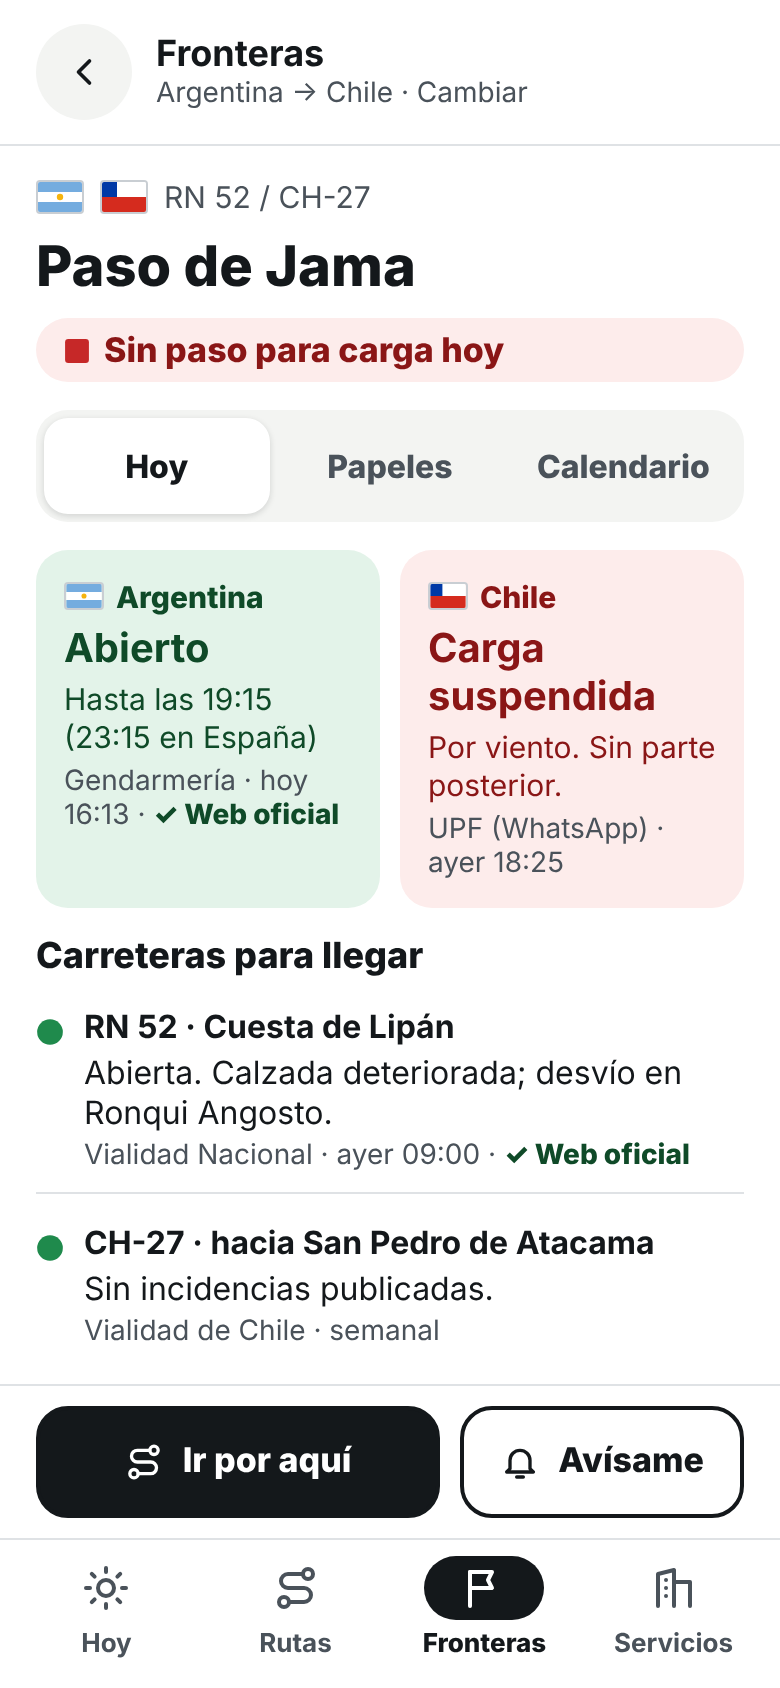 Fronteras
Argentina → Chile · Cambiar
RN 52 / CH-27
Paso de Jama
Sin paso para carga hoy
Hoy
Papeles
Calendario
Argentina
Abierto
Hasta las 19:15
(23:15 en España)
Gendarmería · hoy
16:13 · ✓ Web oficial
Chile
Carga
suspendida
Por viento. Sin parte
posterior.
UPF (WhatsApp) ·
ayer 18:25
Carreteras para llegar
RN 52 · Cuesta de Lipán
Abierta. Calzada deteriorada; desvío en
Ronqui Angosto.
Vialidad Nacional · ayer 09:00 · ✓ Web oficial
CH-27 · hacia San Pedro de Atacama
Sin incidencias publicadas.
Vialidad de Chile · semanal
Ir por aquí
Avísame
Hoy
Rutas
Fronteras
Servicios